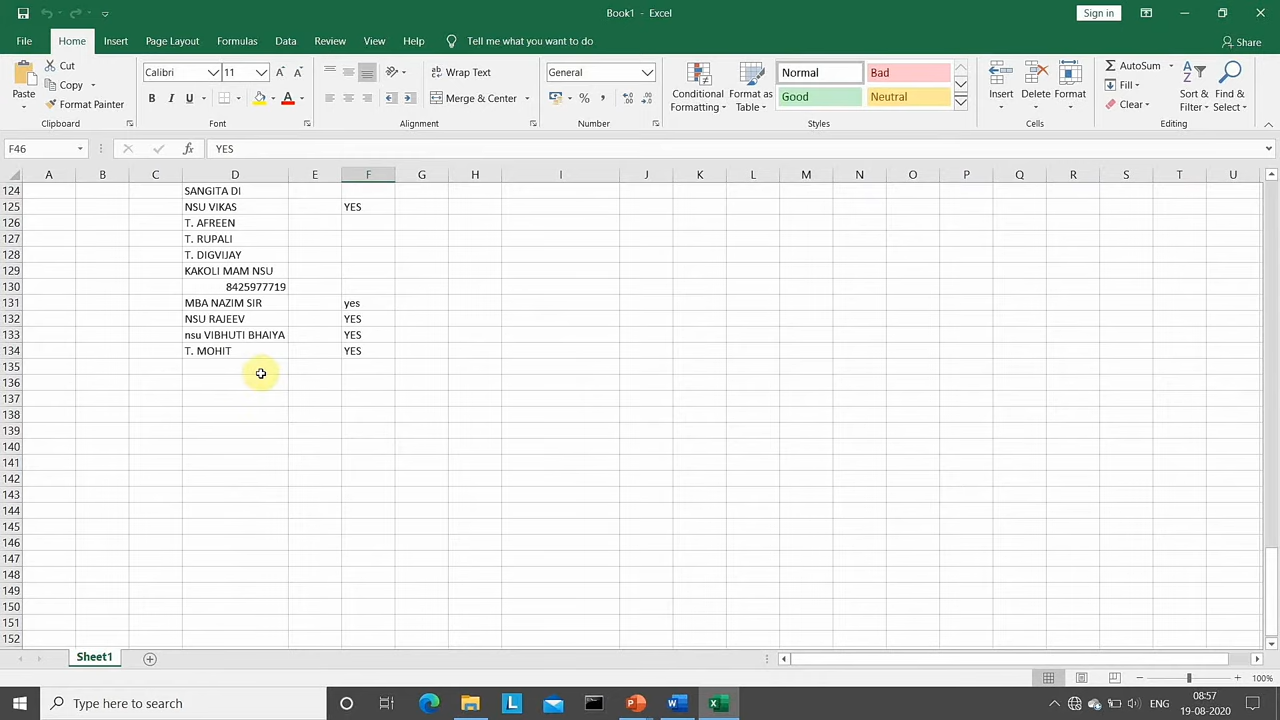 Book1 - Excel
Sign in
File Home Insert Page Layout Formulas Data Review View Help Tell me what you want to do Share
Paste
Cut
Copy
Format Painter
Clipboard
Calibri 11
B I U
Font
Wrap Text
Merge & Center
Alignment
General
Number
Conditional Formatting
Format as Table
Normal Bad
Good Neutral
Styles
Insert Delete Format
Cells
AutoSum
Fill
Clear
Sort & Filter
Find & Select
Editing
F46 fx YES
A B C D E F G H I J K L M N O P Q R S T U
124 SANGITA DI
125 NSU VIKAS YES
126 T. AFREEN
127 T. RUPALI
128 T. DIGVIJAY
129 KAKOLI MAM NSU
130 8425977719
131 MBA NAZIM SIR yes
132 NSU RAJEEV YES
133 nsu VIBHUTI BHAIYA YES
134 T. MOHIT YES
135
136
137
138
139
140
141
142
143
144
145
146
147
148
149
150
151
152
Sheet1
100%
Type here to search
ENG
08:57
19-08-2020